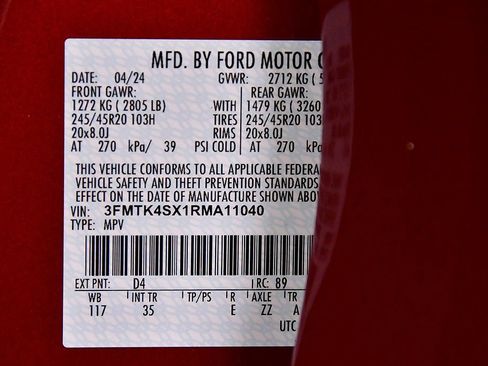 MFD. BY FORD MOTOR
DATE: 04/24 GVWR: 2712 KG (
FRONT GAWR: REAR GAWR:
1272 KG ( 2805 LB) WITH 1479 KG ( 3260
245/45R20 103H TIRES 245/45R20 103H
20x8.0J RIMS 20x8.0J
AT 270 kPa/ 39 PSI COLD AT 270 kPa/
THIS VEHICLE CONFORMS TO ALL APPLICABLE FEDERA
VEHICLE SAFETY AND THEFT PREVENTION STANDARDS
EFFECT ON THE DATE OF MANUFACTURE SHOWN ABOV
VIN: 3FMTK4SX1RMA11040
TYPE: MPV
EXT PNT: D4 RC: 89
WB INT TR TP/PS R AXLE TR
117 35 E ZZ A
UTC